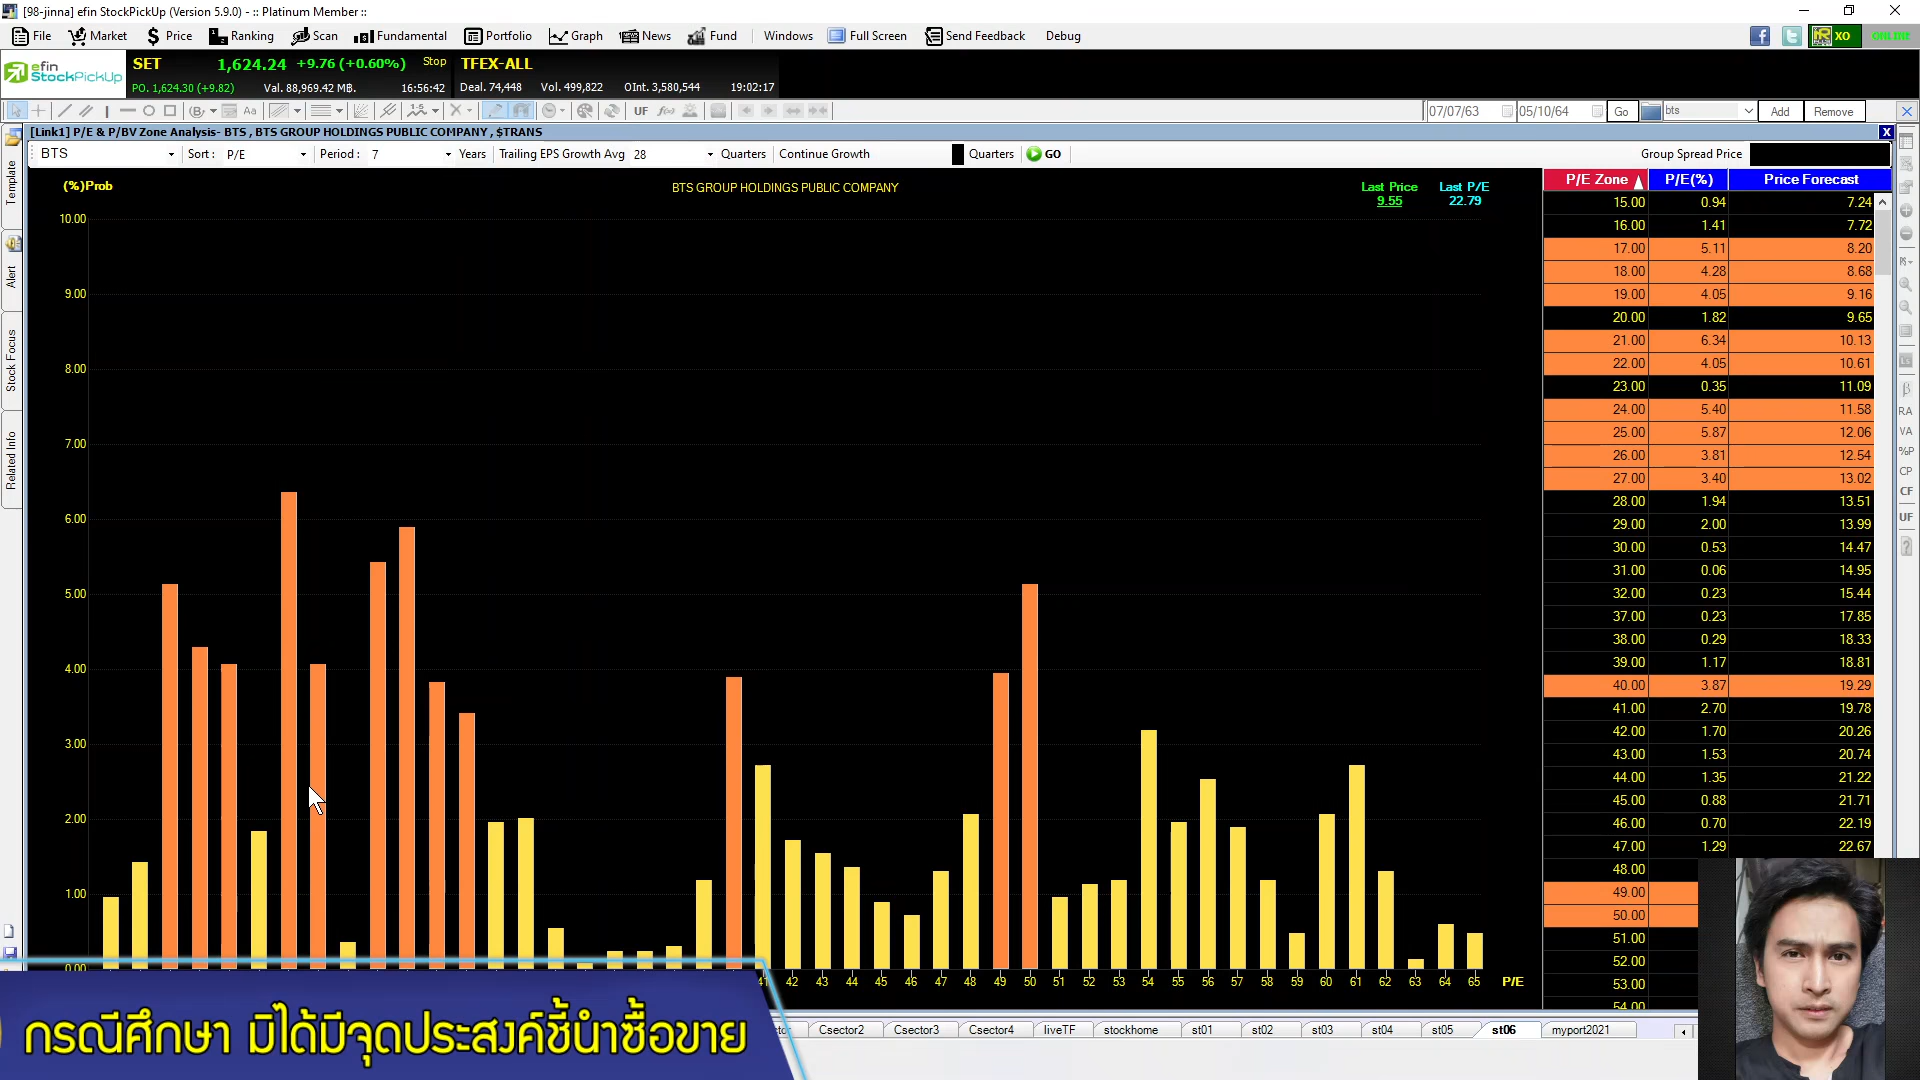 [98-jinna] efin StockPickUp (Version 5.9.0) - :: Platinum Member ::
File Market Price Ranking Scan Fundamental Portfolio Graph News Fund Windows Full Screen Send Feedback Debug
XO ONLINE
efin StockPickUp
SET 1,624.24 +9.76 (+0.60%) Stop TFEX-ALL
PO. 1,624.30 (+9.82) Val. 88,969.42 M฿. 16:56:42 Deal. 74,448 Vol. 499,822 OInt. 3,580,544 19:02:17
UF 07/07/63 05/10/64 Go bts Add Remove
[Link1] P/E & P/BV Zone Analysis- BTS , BTS GROUP HOLDINGS PUBLIC COMPANY , $TRANS
BTS Sort : P/E Period : 7 Years Trailing EPS Growth Avg 28 Quarters Continue Growth Quarters GO Group Spread Price
Template
Alert
Stock Focus
Related Info
(%)Prob
BTS GROUP HOLDINGS PUBLIC COMPANY
Last Price Last P/E
9.55 22.79
10.00
9.00
8.00
7.00
6.00
5.00
4.00
3.00
2.00
1.00
0.00
41 42 43 44 45 46 47 48 49 50 51 52 53 54 55 56 57 58 59 60 61 62 63 64 65 P/E
P/E Zone P/E(%) Price Forecast
15.00 0.94 7.24
16.00 1.41 7.72
17.00 5.11 8.20
18.00 4.28 8.68
19.00 4.05 9.16
20.00 1.82 9.65
21.00 6.34 10.13
22.00 4.05 10.61
23.00 0.35 11.09
24.00 5.40 11.58
25.00 5.87 12.06
26.00 3.81 12.54
27.00 3.40 13.02
28.00 1.94 13.51
29.00 2.00 13.99
30.00 0.53 14.47
31.00 0.06 14.95
32.00 0.23 15.44
37.00 0.23 17.85
38.00 0.29 18.33
39.00 1.17 18.81
40.00 3.87 19.29
41.00 2.70 19.78
42.00 1.70 20.26
43.00 1.53 20.74
44.00 1.35 21.22
45.00 0.88 21.71
46.00 0.70 22.19
47.00 1.29 22.67
48.00
49.00
50.00
51.00
52.00
53.00
54.00
RA
VA
%P
CP
CF
UF
Csector2 Csector3 Csector4 liveTF stockhome st01 st02 st03 st04 st05 st06 myport2021
กรณีศึกษา มิได้มีจุดประสงค์ชี้นำซื้อขาย